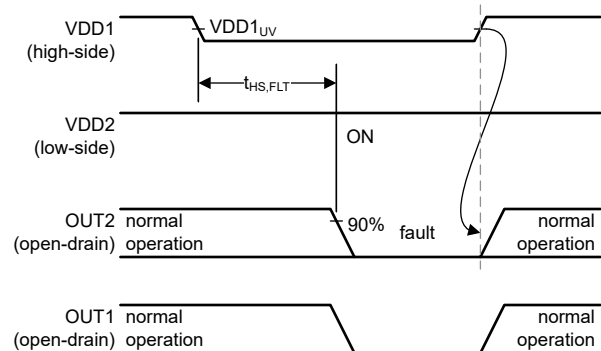 VDD1
(high-side)
VDD1UV
tHS,FLT
VDD2
(low-side)
ON
OUT2
(open-drain)
normal
operation
90%
fault
normal
operation
OUT1
(open-drain)
normal
operation
normal
operation